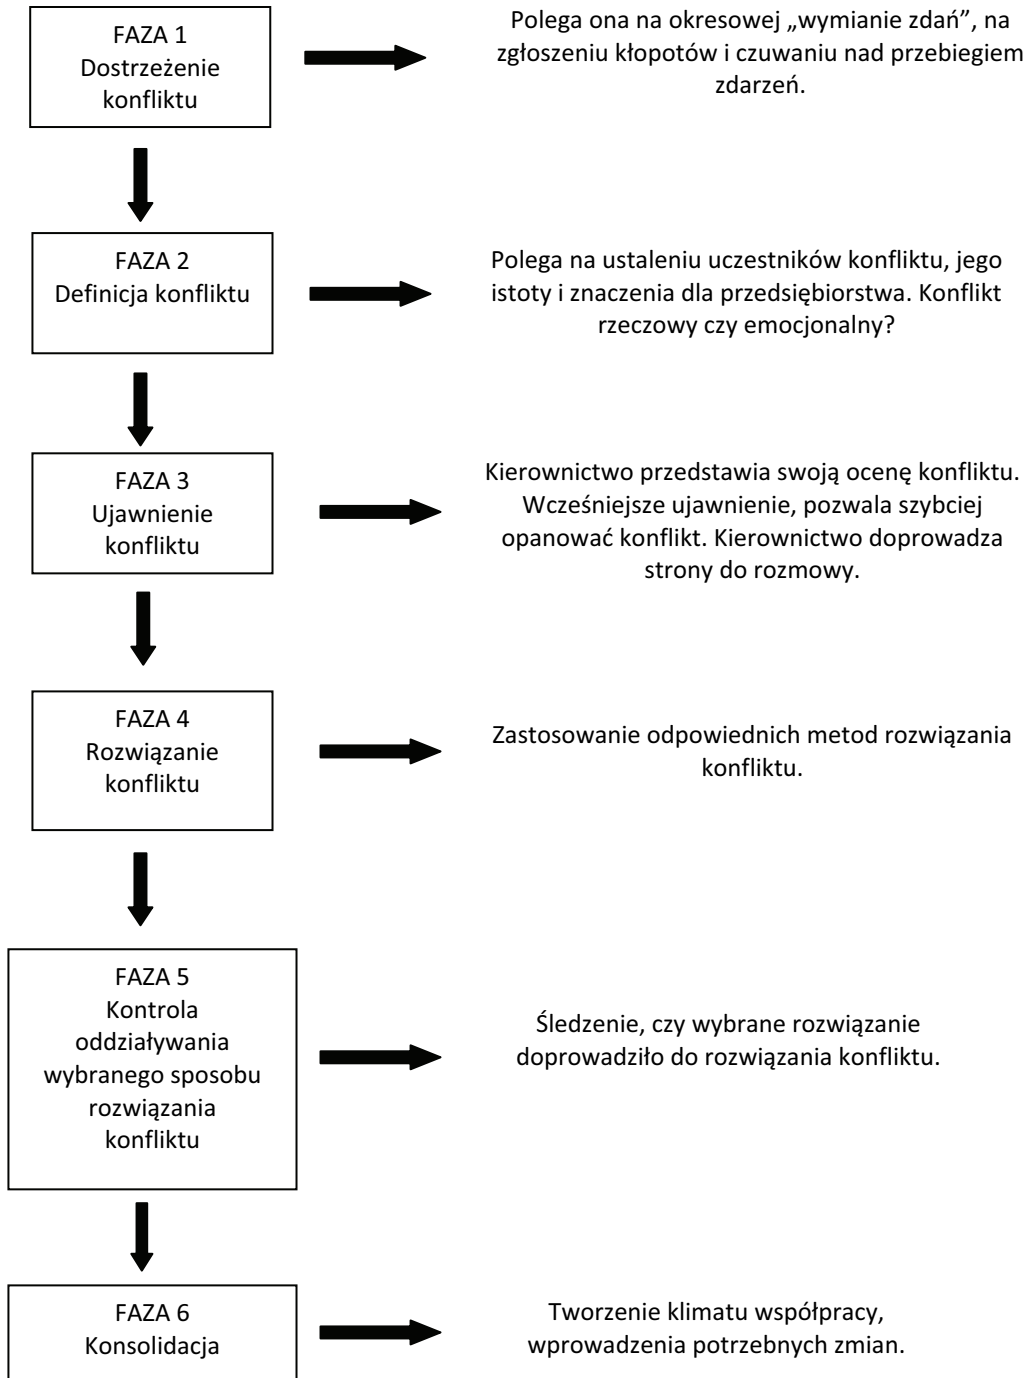 FAZA 1
Dostrzeżenie
konfliktu
Polega ona na okresowej „wymianie zdań”, na
zgłoszeniu kłopotów i czuwaniu nad przebiegiem
zdarzeń.
FAZA 2
Definicja konfliktu
Polega na ustaleniu uczestników konfliktu, jego
istoty i znaczenia dla przedsiębiorstwa. Konflikt
rzeczowy czy emocjonalny?
FAZA 3
Ujawnienie
konfliktu
Kierownictwo przedstawia swoją ocenę konfliktu.
Wcześniejsze ujawnienie, pozwala szybciej
opanować konflikt. Kierownictwo doprowadza
strony do rozmowy.
FAZA 4
Rozwiązanie
konfliktu
Zastosowanie odpowiednich metod rozwiązania
konfliktu.
FAZA 5
Kontrola
oddziaływania
wybranego sposobu
rozwiązania
konfliktu
Śledzenie, czy wybrane rozwiązanie
doprowadziło do rozwiązania konfliktu.
FAZA 6
Konsolidacja
Tworzenie klimatu współpracy,
wprowadzenia potrzebnych zmian.